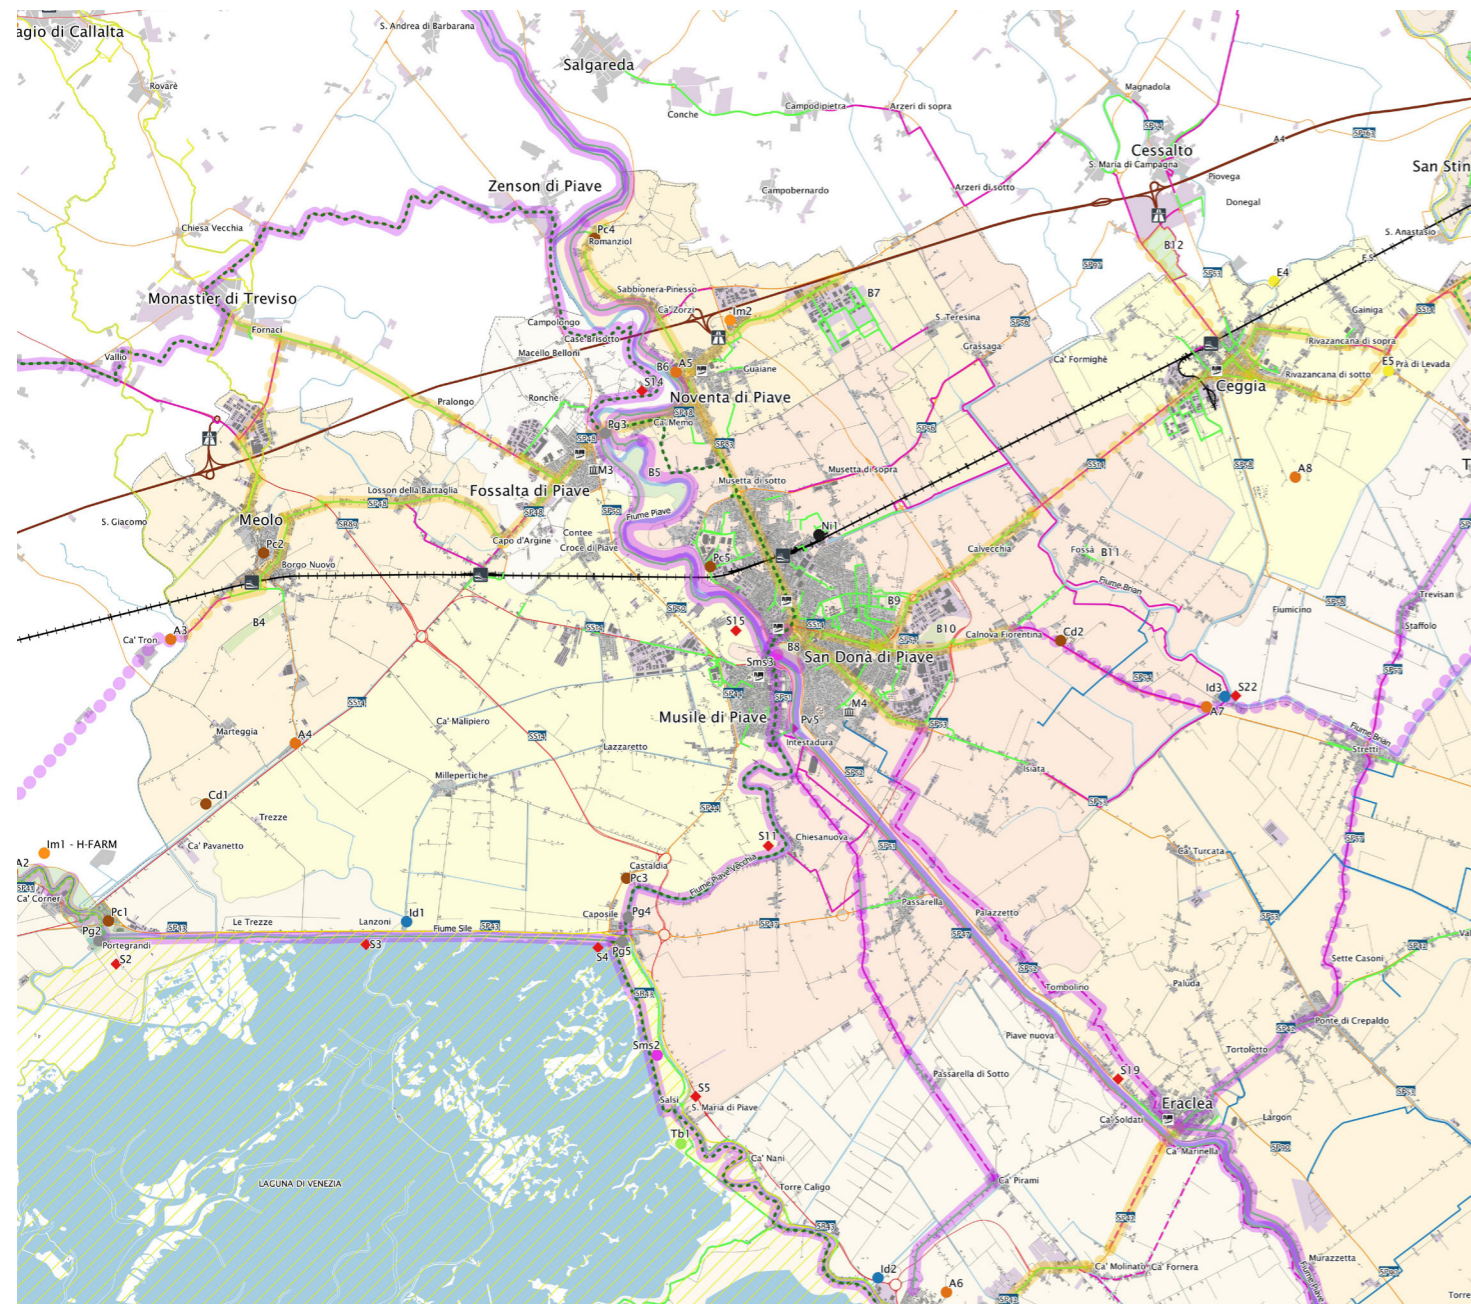 agio di Callalta
S. Andrea di Barbarana
Salgareda
Rovarè
Magnadola
Conche
Campodipietra
Arzeri di sopra
A4
Cessalto
S. Maria di Campagna
San Stin
Piovega
Zenson di Piave
Campobernardo
Arzeri di sotto
Donegal
Chiesa Vecchia
Pc4
Romanziol
S. Anastasio
B12
E4
Monastier di Treviso
Sabbionera-Pinesso
B7
Ca' Zorzi
Im2
Gainiga
Fornaci
Campolongo
S. Teresina
Case Brisotto
Rivazancana di sopra
Vallio
Macello Belloni
Grassaga
Ca' Formighè
B6
A5
Guaiane
E5
Prà di Levada
Rivazancana di sotto
S14
Ceggia
Pralongo
Ronche
Noventa di Piave
Pg3
Ca' Memo
M3
B5
Musetta di sopra
A8
Musetta di sotto
Losson della Battaglia
Fossalta di Piave
S. Giacomo
Meolo
Fiume Piave
Ni1
Contee
Capo d'Argine
Croce di Piave
Pc2
Borgo Nuovo
Calvecchia
Fossà
B11
Pc5
Fiume Brian
Trevisan
B9
Fiumicino
B4
Staffolo
A3
Ca' Tron
S15
B10
Calnova Fiorentina
Cd2
B8
San Donà di Piave
Sms3
Id3
S22
A7
M4
Musile di Piave
Pv5
Ca' Malipiero
Fiume Brian
Marteggia
A4
Intestadura
Stretti
Lazzaretto
Millepertiche
Isiata
Cd1
Trezze
S11
Chiesanuova
Im1 - H-FARM
Ca' Pavanetto
Ca' Turcata
A2
Castaldia
Fiume Piave Vecchia
Pc3
Ca' Corner
Passarella
Pc1
Id1
Caposile
Pg4
Palazzetto
Le Trezze
Lanzoni
Fiume Sile
Pg2
Portegrandi
S3
S4
Pg5
S2
Sette Casoni
Tombolino
Paluda
Ponte di Crepaldo
Piave nuova
Sms2
Tortoletto
Passarella di Sotto
S19
S5
Salsi
S. Maria di Piave
Eraclea
Largon
Ca' Soldati
Tb1
Ca' Marinella
Ca' Nani
LAGUNA DI VENEZIA
Torre Caligo
Ca' Pirami
Murazzetta
Id2
Ca' Molinato
Ca' Fornera
A6
Fiume Piave
Torre